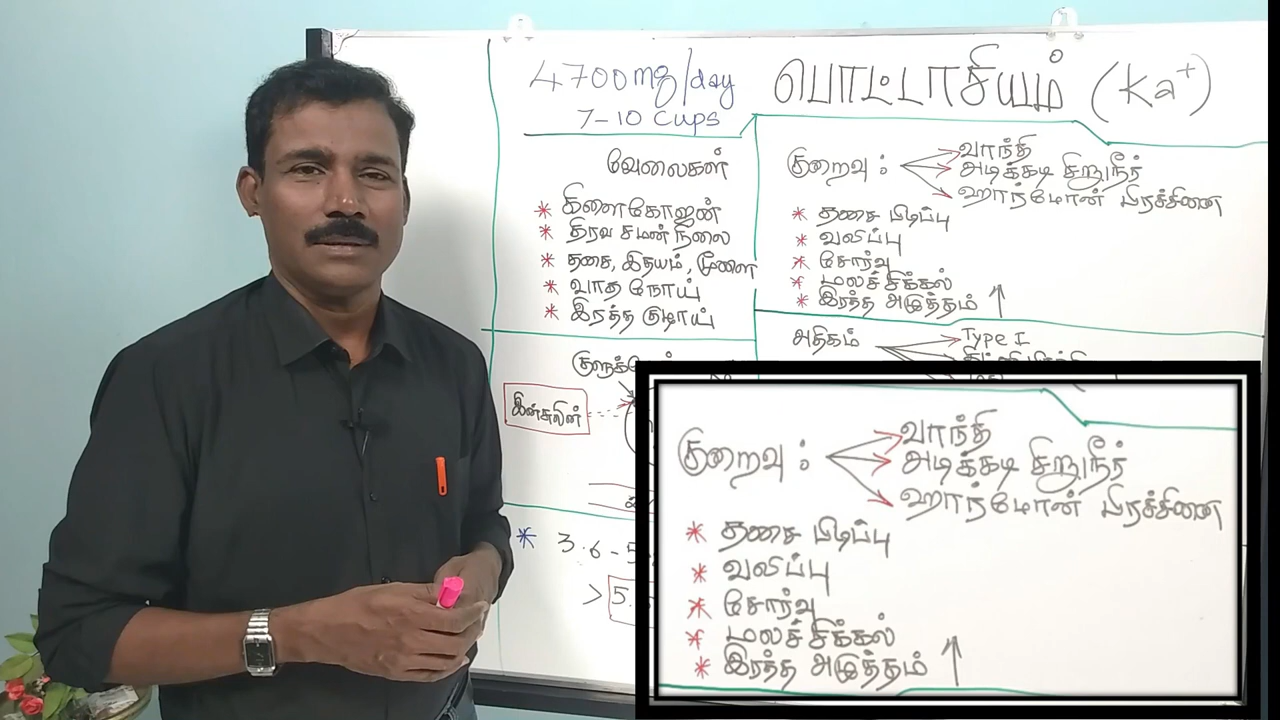 4700mg/day
7-10 cups
பொட்டாசியம் (Ka+)
வேலைகள்
* கிளைகோஜன்
* திரவ சமன் நிலை
* தசை, இதயம், மூளை
* வாத நோய்
* இரத்த குழாய்
குறைவு :
வாந்தி
அடிக்கடி சிறுநீர்
ஹார்மோன் பிரச்சினை
* தசை பிடிப்பு
* வலிப்பு
* சோர்வு
* மலச்சிக்கல்
* இரத்த அழுத்தம் ↑
அதிகம்
Type I
இன்சுலின்
* 3.6 -
> 5.
குறைவு :
வாந்தி
அடிக்கடி சிறுநீர்
ஹார்மோன் பிரச்சினை
* தசை பிடிப்பு
* வலிப்பு
* சோர்வு
* மலச்சிக்கல்
* இரத்த அழுத்தம் ↑